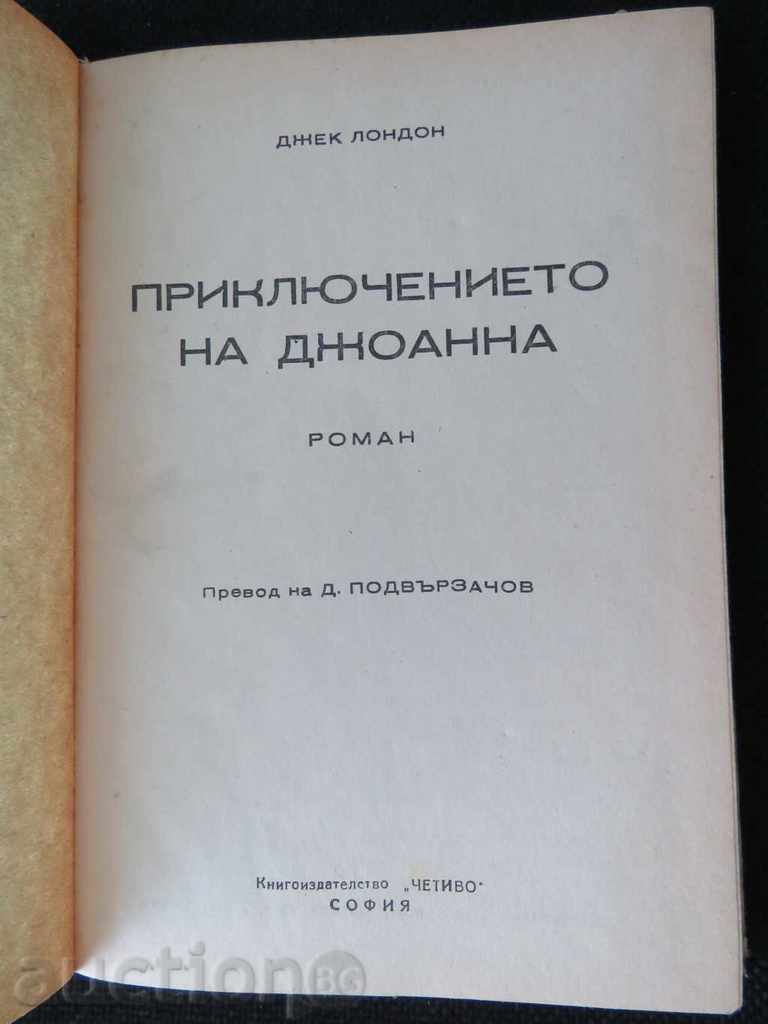 ДЖЕК ЛОНДОН
ПРИКЛЮЧЕНИЕТО
НА ДЖОАННА
РОМАН
Превод на Д. ПОДВЪРЗАЧОВ
Книгоиздателство „ЧЕТИВО“
СОФИЯ
auction BG